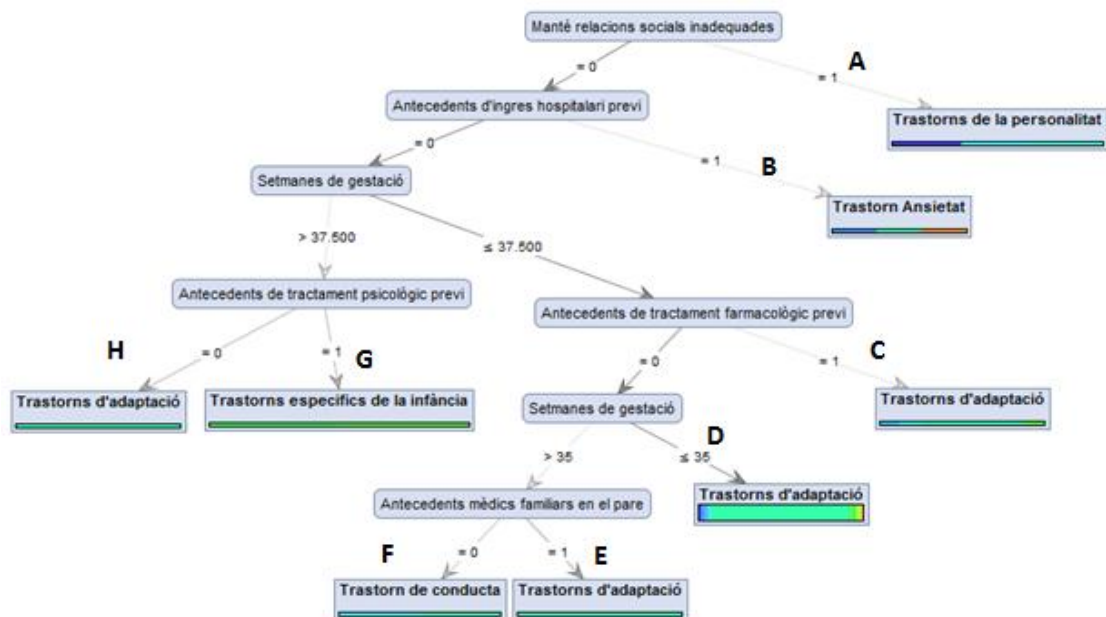 Manté relacions socials inadequades
A
= 0
= 1
Antecedents d'ingres hospitalari previ
Trastorns de la personalitat
= 0
= 1
B
Setmanes de gestació
Trastorn Ansietat
> 37.500
≤ 37.500
Antecedents de tractament psicològic previ
Antecedents de tractament farmacològic previ
H
= 0
= 1
G
= 0
= 1
C
Trastorns d'adaptació
Trastorns especifics de la infància
Setmanes de gestació
Trastorns d'adaptació
D
> 35
≤ 35
Antecedents mèdics familiars en el pare
Trastorns d'adaptació
F
= 0
= 1
E
Trastorn de conducta
Trastorns d'adaptació